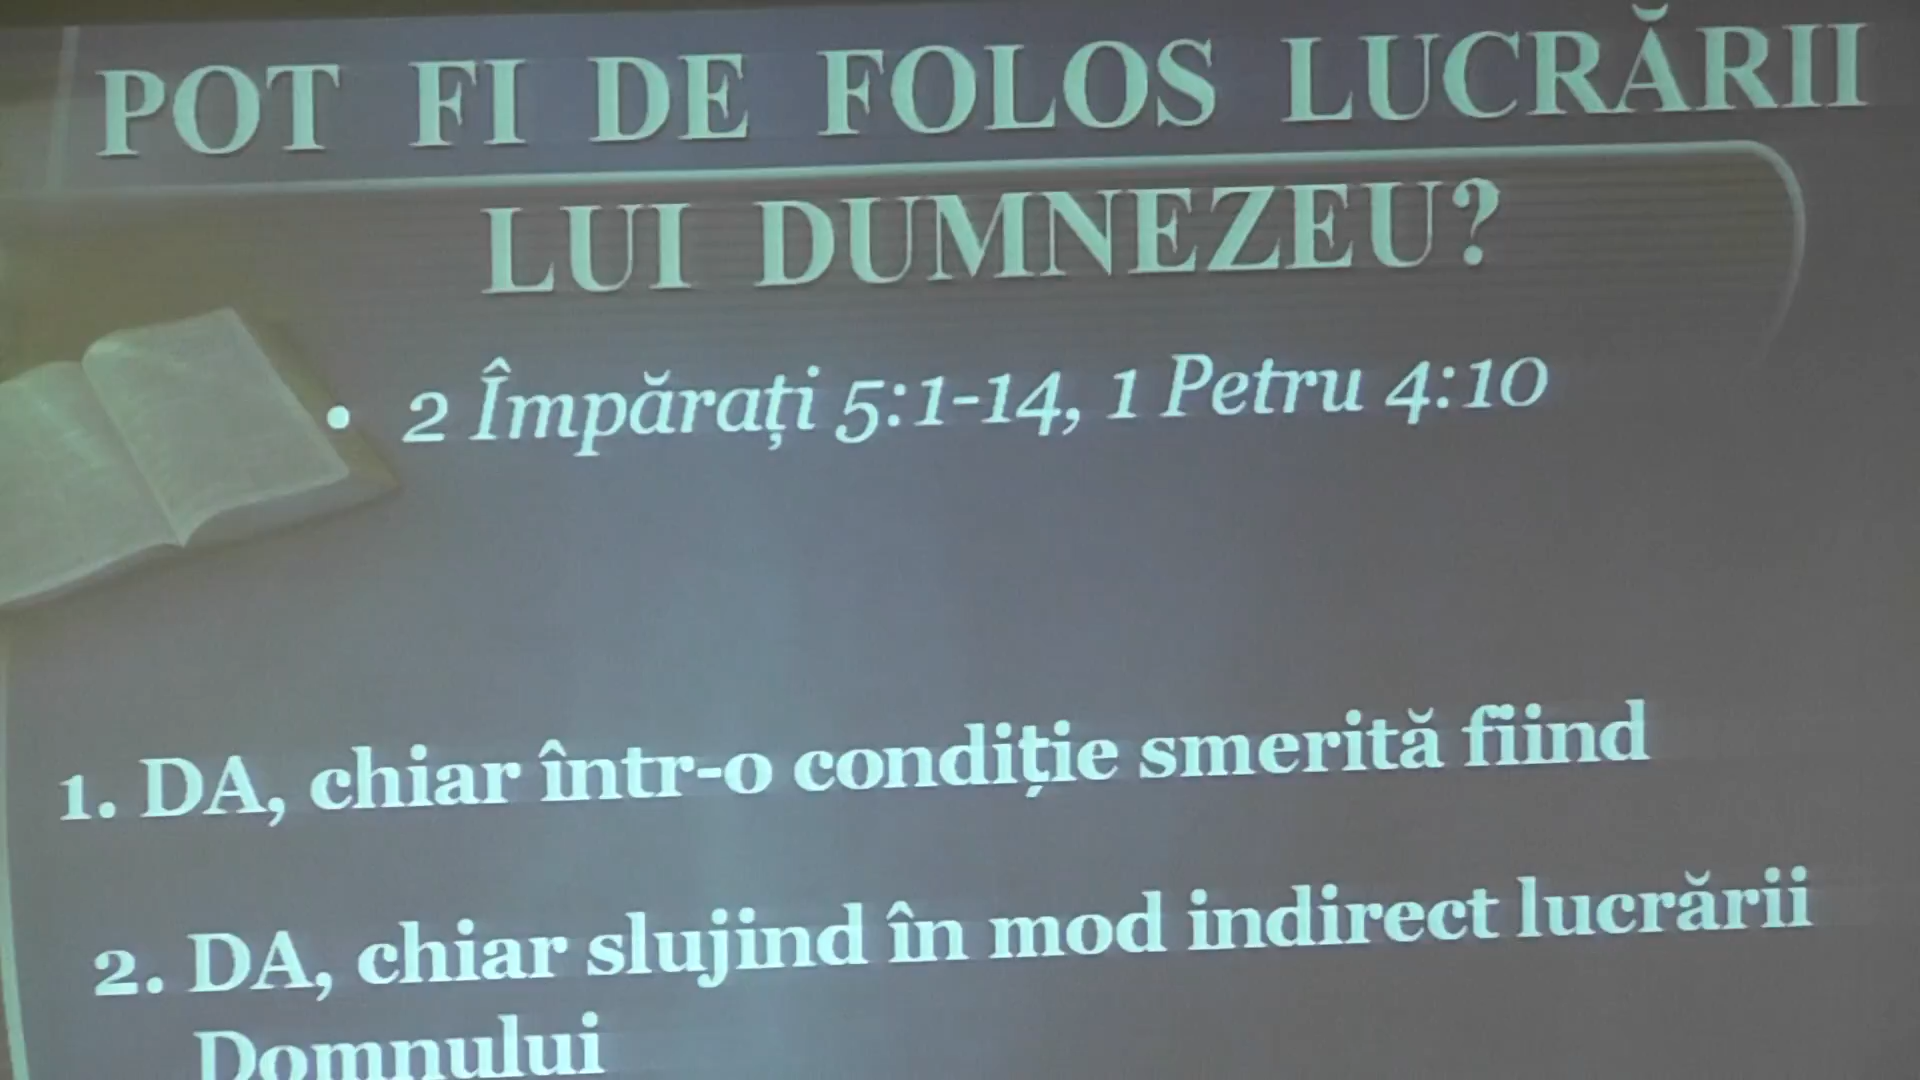 POT FI DE FOLOS LUCRĂRII
LUI DUMNEZEU?
• 2 Împărați 5:1-14, 1 Petru 4:10
1. DA, chiar într-o condiție smerită fiind
2. DA, chiar slujind în mod indirect lucrării
Domnului